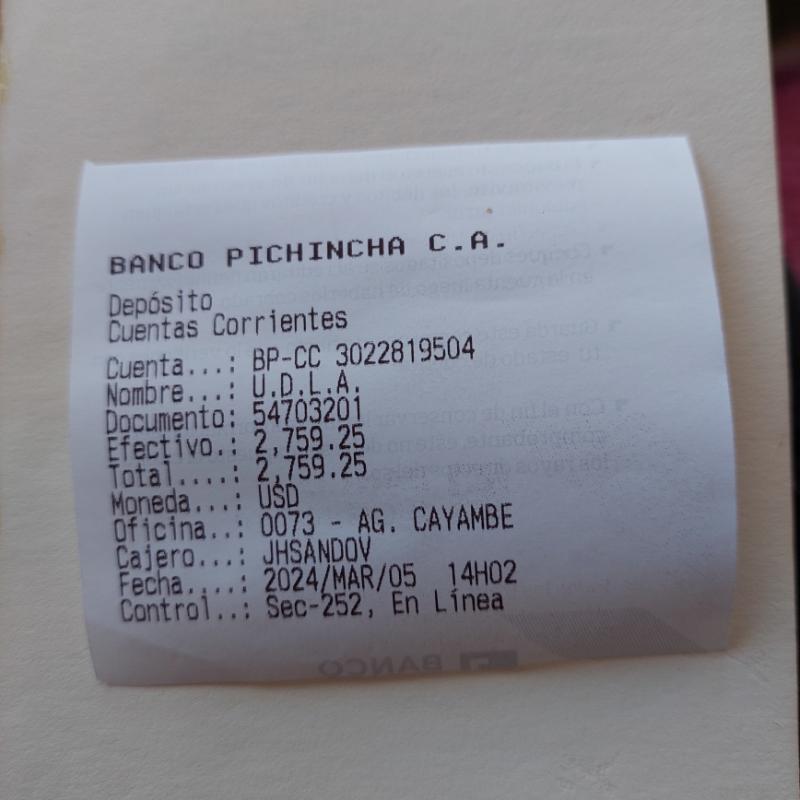 BANCO PICHINCHA C.A.
Depósito
Cuentas Corrientes
Cuenta...: BP-CC 3022819504
Nombre...: U.D.L.A.
Documento: 54703201
Efectivo.: 2,759.25
Total....: 2,759.25
Moneda...: USD
Oficina..: 0073 - AG. CAYAMBE
Cajero...: JHSANDOV
Fecha....: 2024/MAR/05 14H02
Control..: Sec-252, En Línea
BANCO